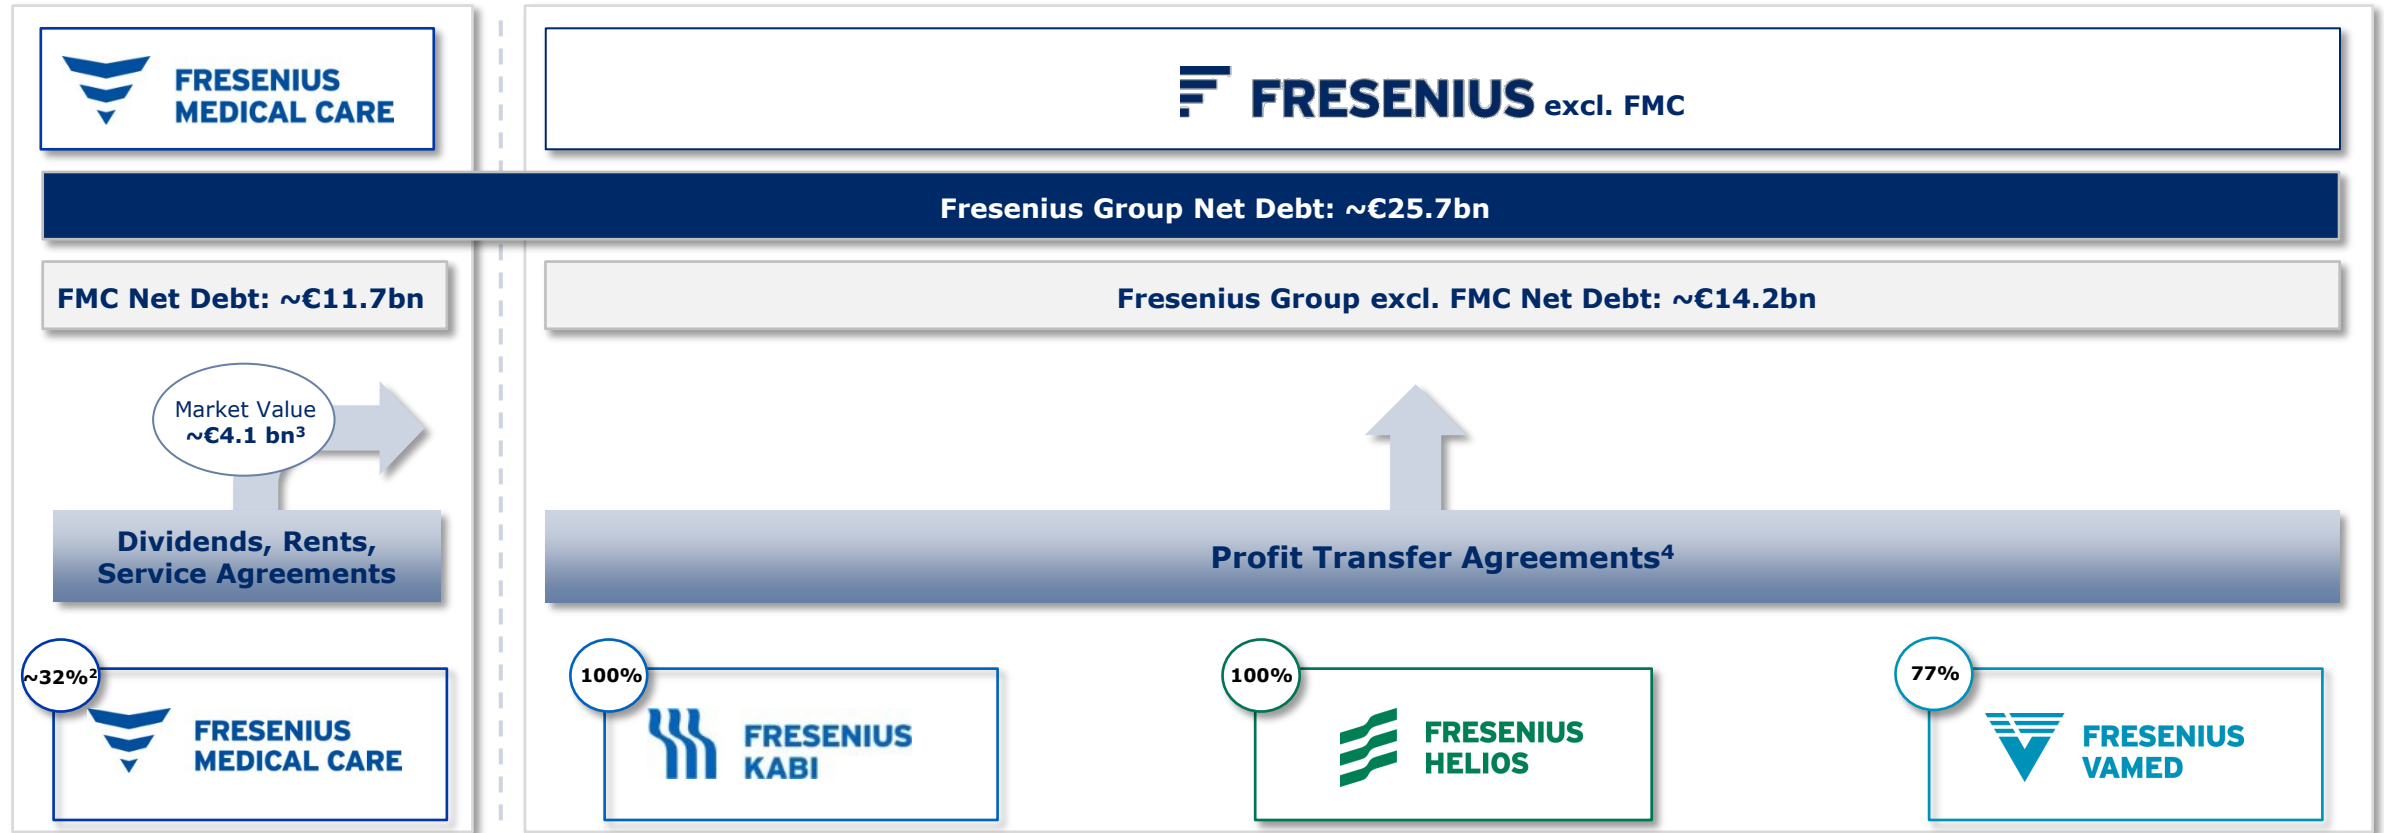 FRESENIUS
MEDICAL CARE
FRESENIUS excl. FMC
Fresenius Group Net Debt: ~€25.7bn
FMC Net Debt: ~€11.7bn
Fresenius Group excl. FMC Net Debt: ~€14.2bn
Market Value
~€4.1 bn³
Dividends, Rents,
Service Agreements
Profit Transfer Agreements⁴
~32%²
FRESENIUS
MEDICAL CARE
100%
FRESENIUS
KABI
100%
FRESENIUS
HELIOS
77%
FRESENIUS
VAMED